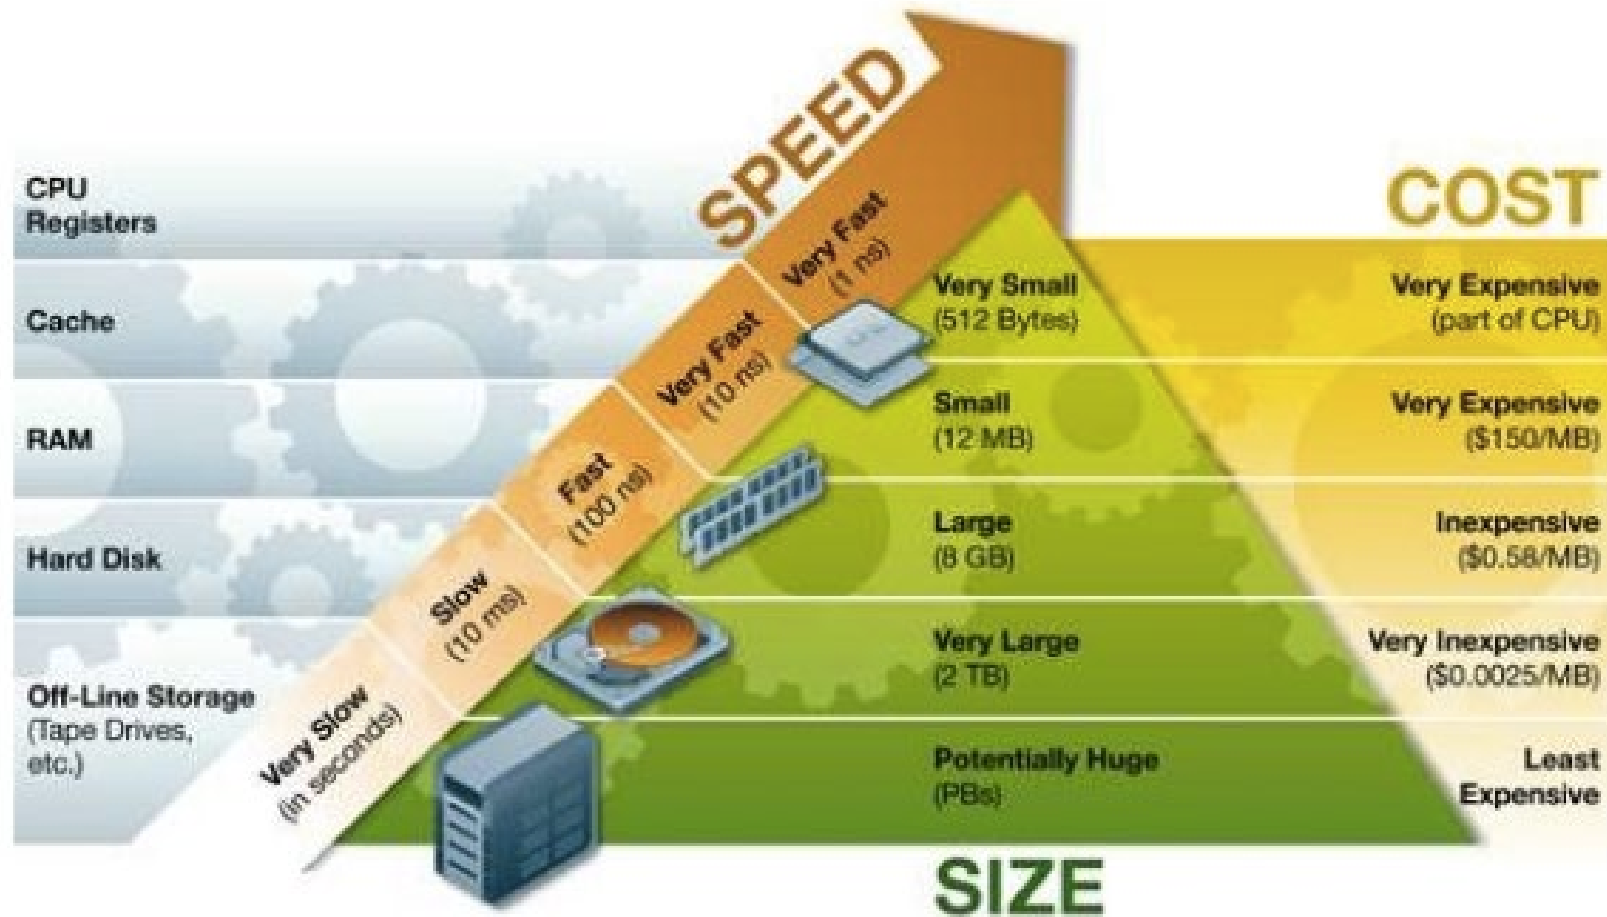 SPEED
COST
CPU
Registers
Very Fast
(1 ns)
Very Small
(512 Bytes)
Very Expensive
(part of CPU)
Cache
Very Fast
(10 ns)
Small
(12 MB)
Very Expensive
($150/MB)
RAM
Fast
(100 ns)
Large
(8 GB)
Inexpensive
($0.58/MB)
Hard Disk
Slow
(10 ms)
Very Large
(2 TB)
Very Inexpensive
($0.0025/MB)
Off-Line Storage
(Tape Drives,
etc.)
Very Slow
(in seconds)
Potentially Huge
(PBs)
Least
Expensive
SIZE